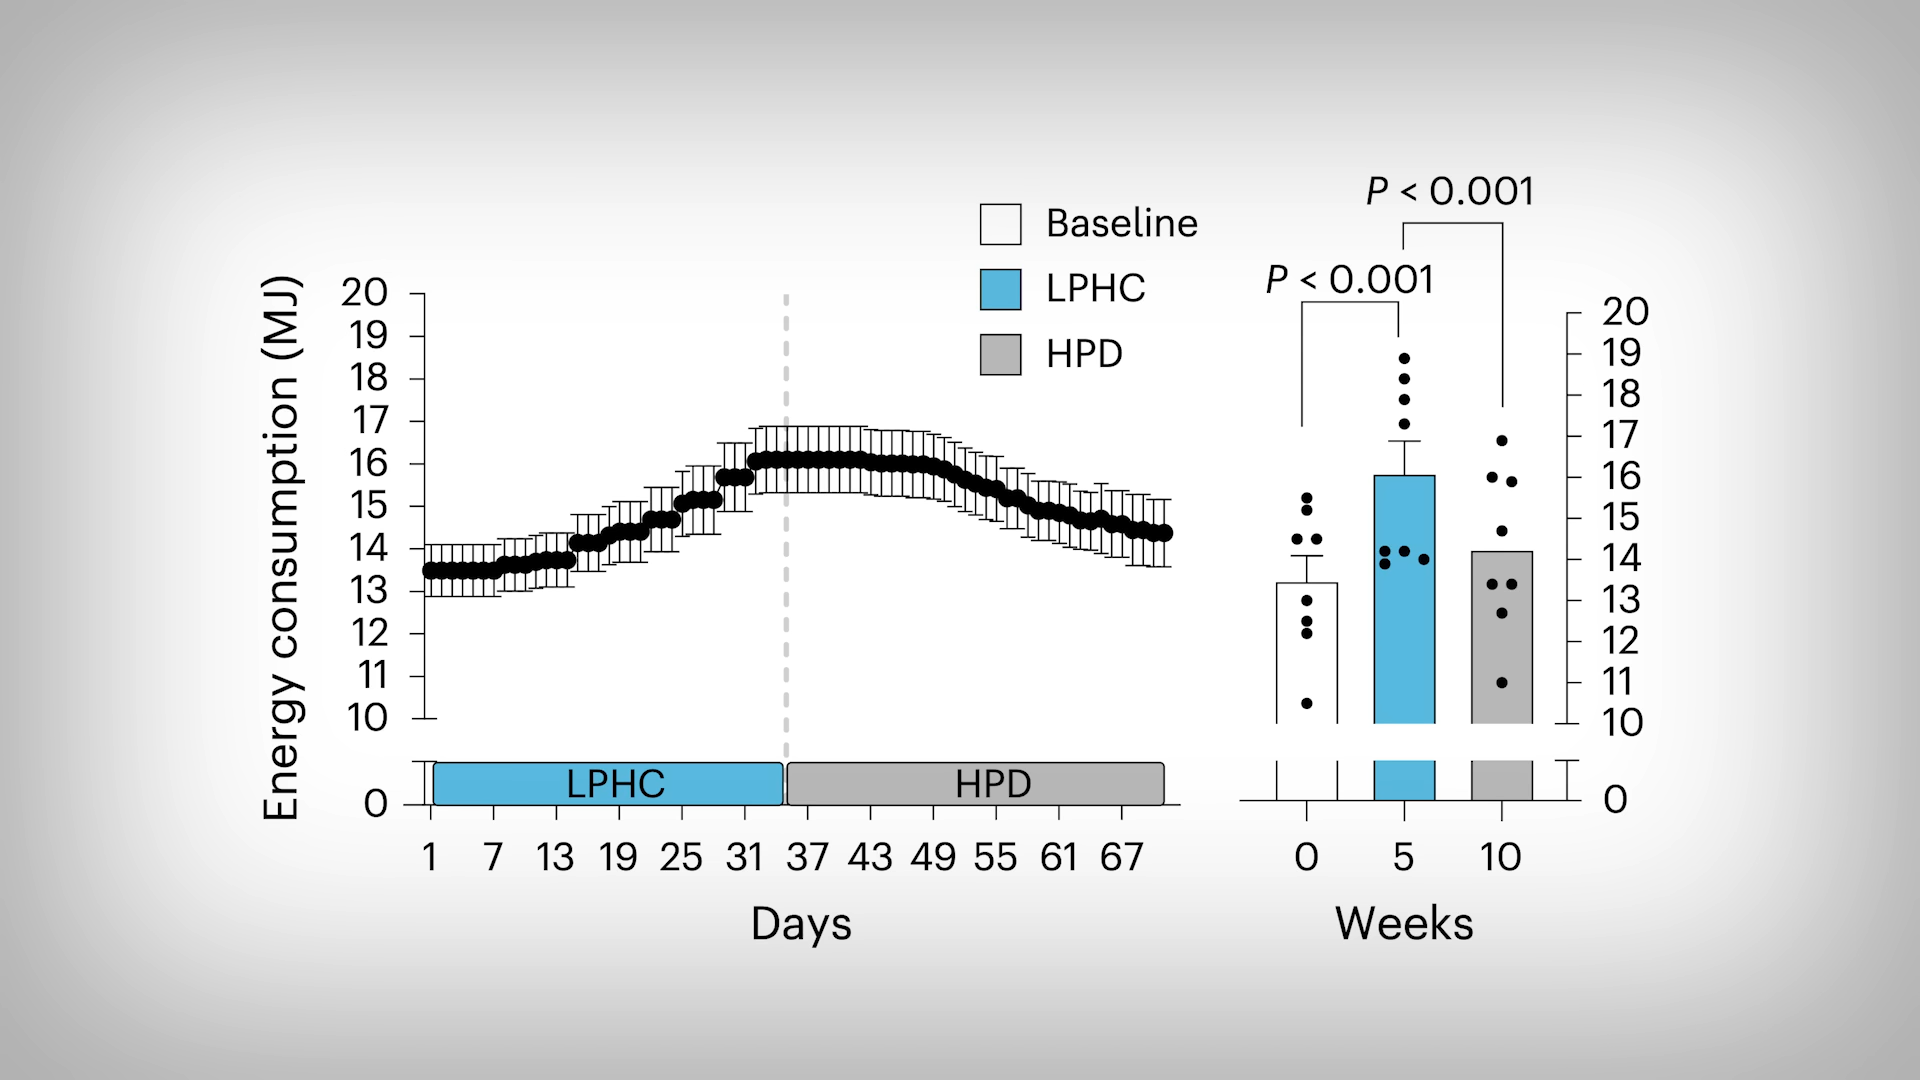 Energy consumption (MJ)
20
19
18
17
16
15
14
13
12
11
10
0
LPHC
HPD
1 7 13 19 25 31 37 43 49 55 61 67
Days
Baseline
LPHC
HPD
P < 0.001
P < 0.001
20
19
18
17
16
15
14
13
12
11
10
0
0 5 10
Weeks